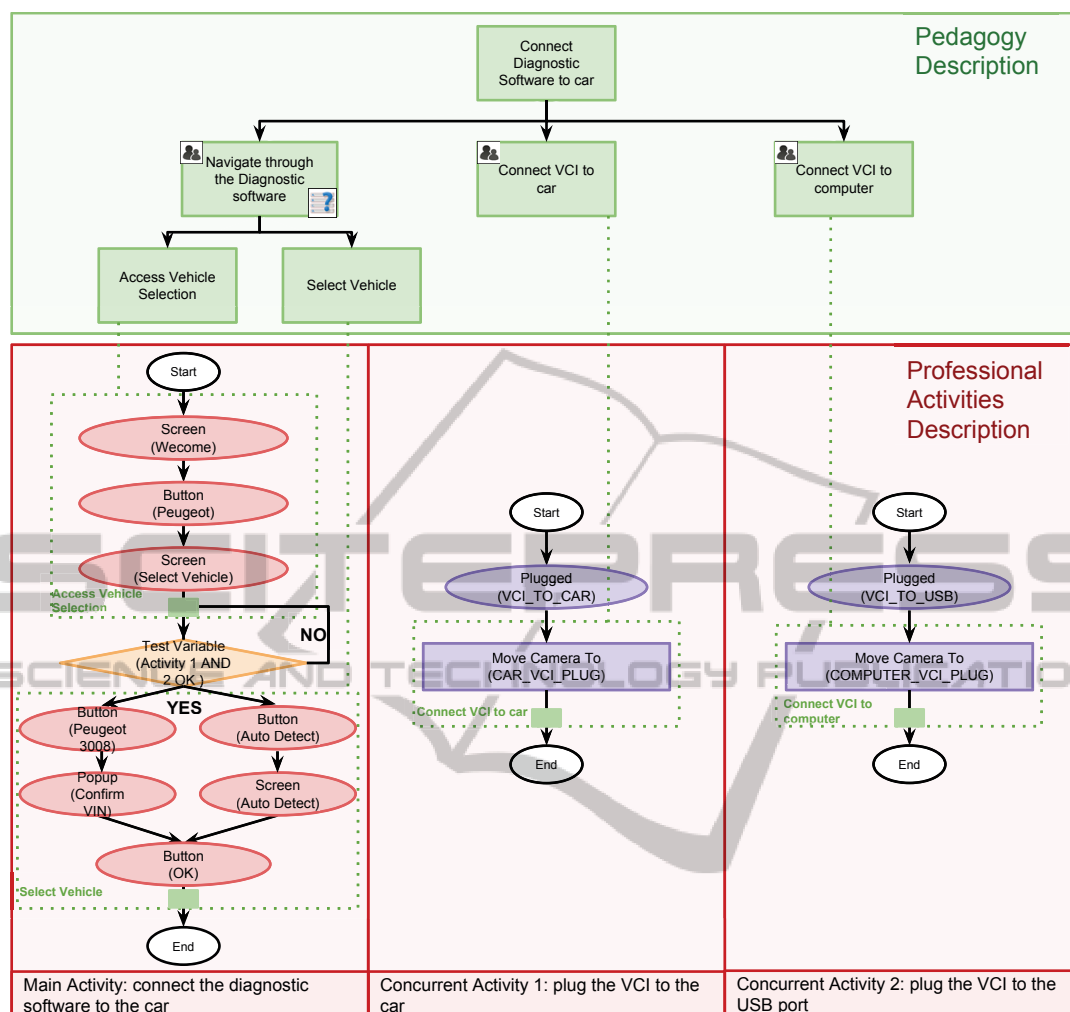 Pedagogy
Description
Connect
Diagnostic
Software to car
Navigate through
the Diagnostic
software
Connect VCI to
car
Connect VCI to
computer
Access Vehicle
Selection
Select Vehicle
Professional
Activities
Description
Start
Screen
(Wecome)
Button
(Peugeot)
Screen
(Select Vehicle)
Access Vehicle
Selection
NO
Test Variable
(Activity 1 AND
2 OK )
YES
Button
(Peugeot
3008)
Button
(Auto Detect)
Popup
(Confirm
VIN)
Screen
(Auto Detect)
Button
(OK)
Select Vehicle
End
Main Activity: connect the diagnostic
software to the car
Start
Plugged
(VCI_TO_CAR)
Move Camera To
(CAR_VCI_PLUG)
Connect VCI to car
End
Concurrent Activity 1: plug the VCI to the
car
Start
Plugged
(VCI_TO_USB)
Move Camera To
(COMPUTER_VCI_PLUG)
Connect VCI to
computer
End
Concurrent Activity 2: plug the VCI to the
USB port
SCITEPRESS
SCIENCE AND TECHNOLOGY PUBLICATIONS